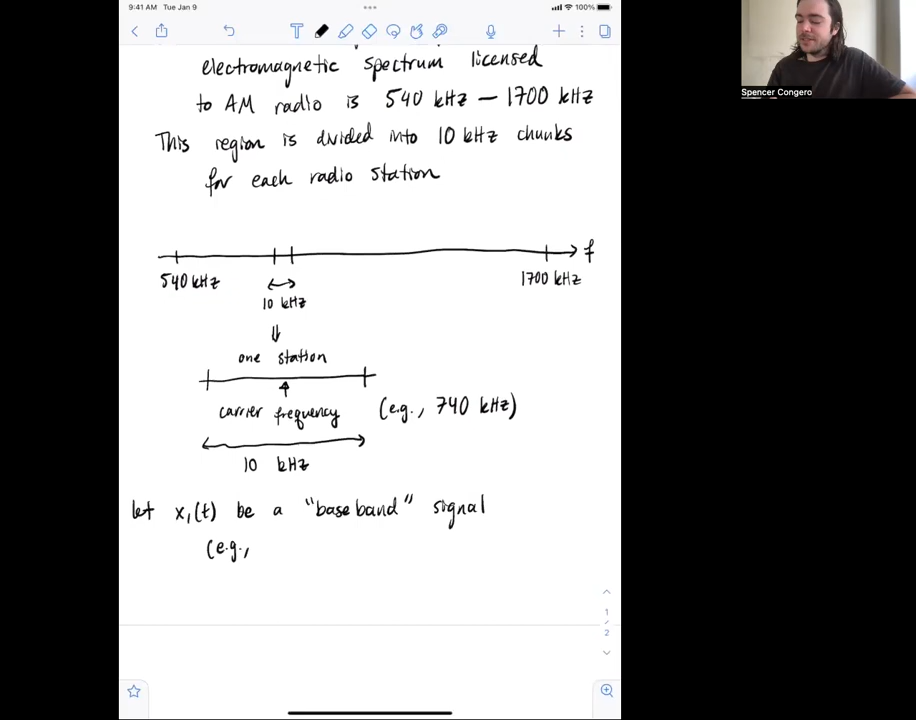 9:41 AM Tue Jan 9
100%
electromagnetic spectrum licensed
to AM radio is 540 kHz – 1700 kHz
This region is divided into 10 kHz chunks
for each radio station
f
540 kHz
1700 kHz
10 kHz
one station
carrier frequency (e.g., 740 kHz)
10 kHz
let x₁(t) be a "baseband" signal
(e.g.,
1
2
Spencer Congero